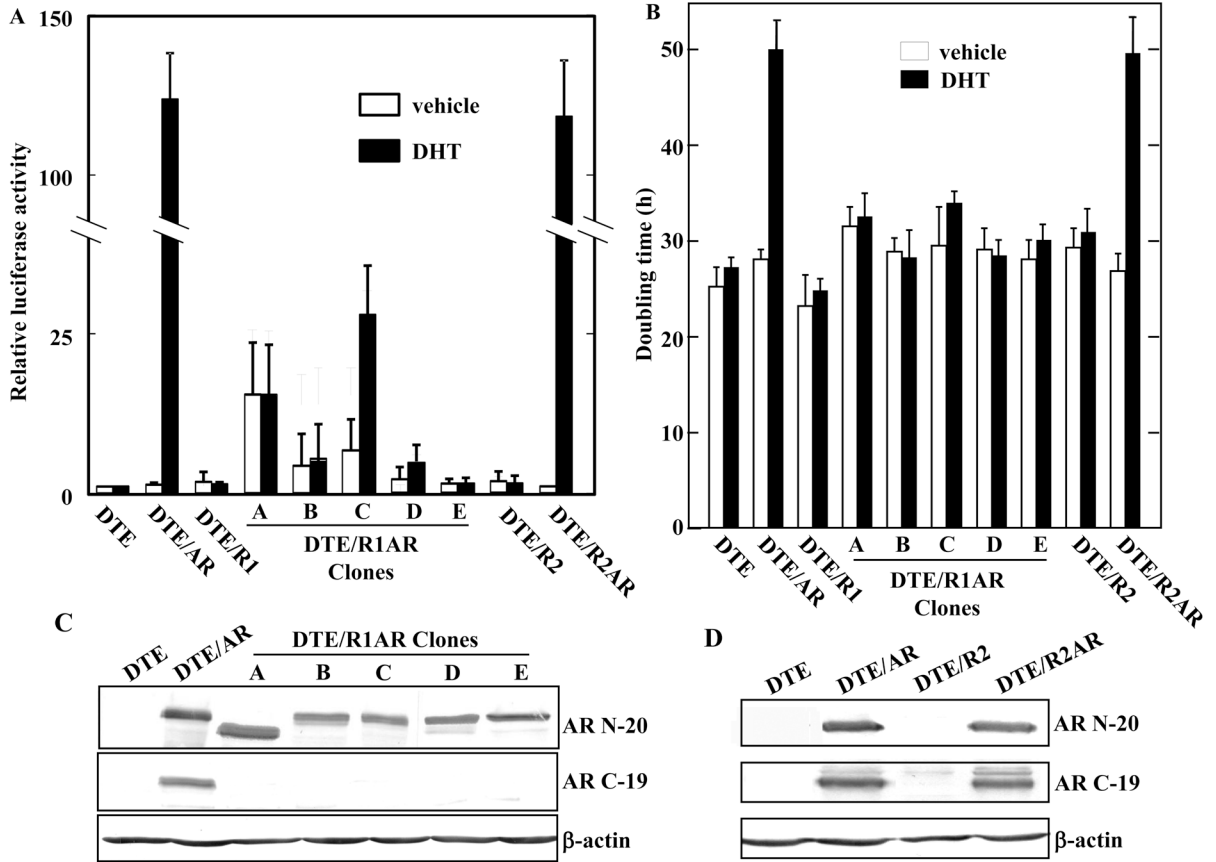 A
150
100
25
0
Relative luciferase activity
vehicle
DHT
DTE
DTE/AR
DTE/R1
A B C D E
DTE/R1AR
Clones
DTE/R2
DTE/R2AR
B
60
50
40
30
20
10
0
Doubling time (h)
vehicle
DHT
DTE
DTE/AR
DTE/R1
A B C D E
DTE/R1AR
Clones
DTE/R2
DTE/R2AR
C
DTE
DTE/AR
DTE/R1AR Clones
A B C D E
AR N-20
AR C-19
β-actin
D
DTE
DTE/AR
DTE/R2
DTE/R2AR
AR N-20
AR C-19
β-actin